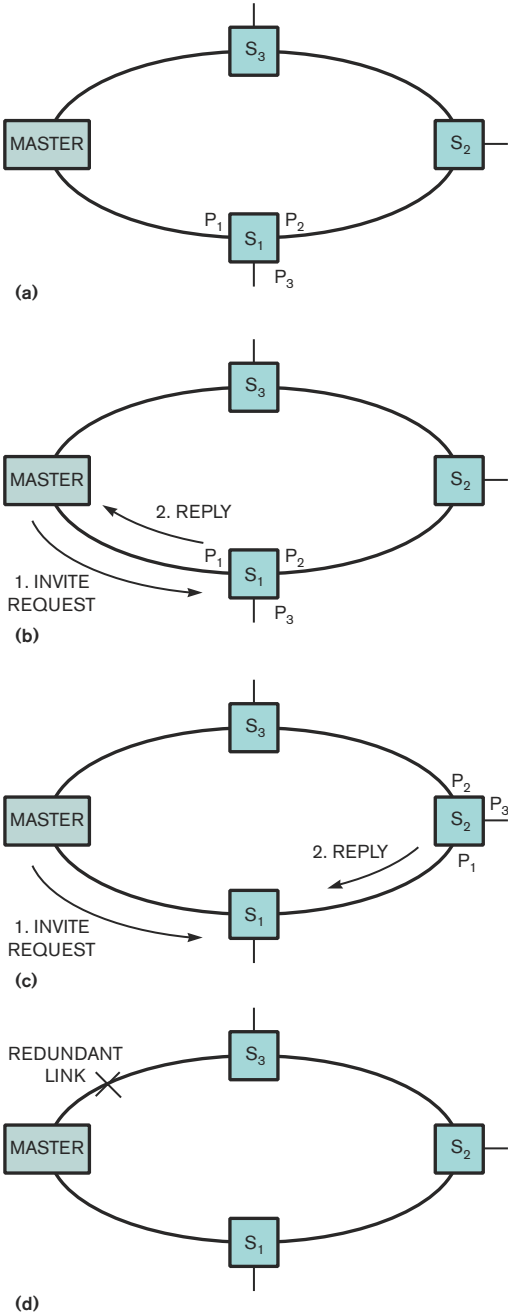 S3
MASTER
S2
P1
P2
S1
P3
(a)
S3
MASTER
S2
2. REPLY
P1
P2
S1
1. INVITE
REQUEST
P3
(b)
S3
P2
P3
MASTER
S2
2. REPLY
P1
S1
1. INVITE
REQUEST
(c)
REDUNDANT
LINK
S3
MASTER
S2
S1
(d)